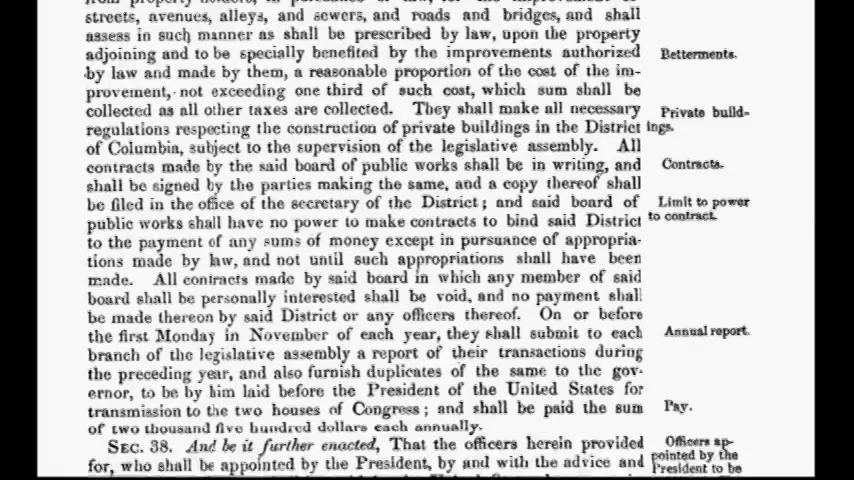 streets, avenues, alleys, and sewers, and roads and bridges, and shall
assess in such manner as shall be prescribed by law, upon the property
adjoining and to be specially benefited by the improvements authorized
by law and made by them, a reasonable proportion of the cost of the im-
provement, not exceeding one third of such cost, which sum shall be
collected as all other taxes are collected. They shall make all necessary
regulations respecting the construction of private buildings in the District
of Columbia, subject to the supervision of the legislative assembly. All
contracts made by the said board of public works shall be in writing, and
shall be signed by the parties making the same, and a copy thereof shall
be filed in the office of the secretary of the District; and said board of
public works shall have no power to make contracts to bind said District
to the payment of any sums of money except in pursuance of appropria-
tions made by law, and not until such appropriations shall have been
made. All contracts made by said board in which any member of said
board shall be personally interested shall be void, and no payment shall
be made thereon by said District or any officers thereof. On or before
the first Monday in November of each year, they shall submit to each
branch of the legislative assembly a report of their transactions during
the preceding year, and also furnish duplicates of the same to the gov-
ernor, to be by him laid before the President of the United States for
transmission to the two houses of Congress; and shall be paid the sum
of two thousand five hundred dollars each annually.
SEC. 38. And be it further enacted, That the officers herein provided
for, who shall be appointed by the President, by and with the advice and
Betterments.
Private build-
ings.
Contracts.
Limit to power
to contract.
Annual report.
Pay.
Officers ap-
pointed by the
President to be